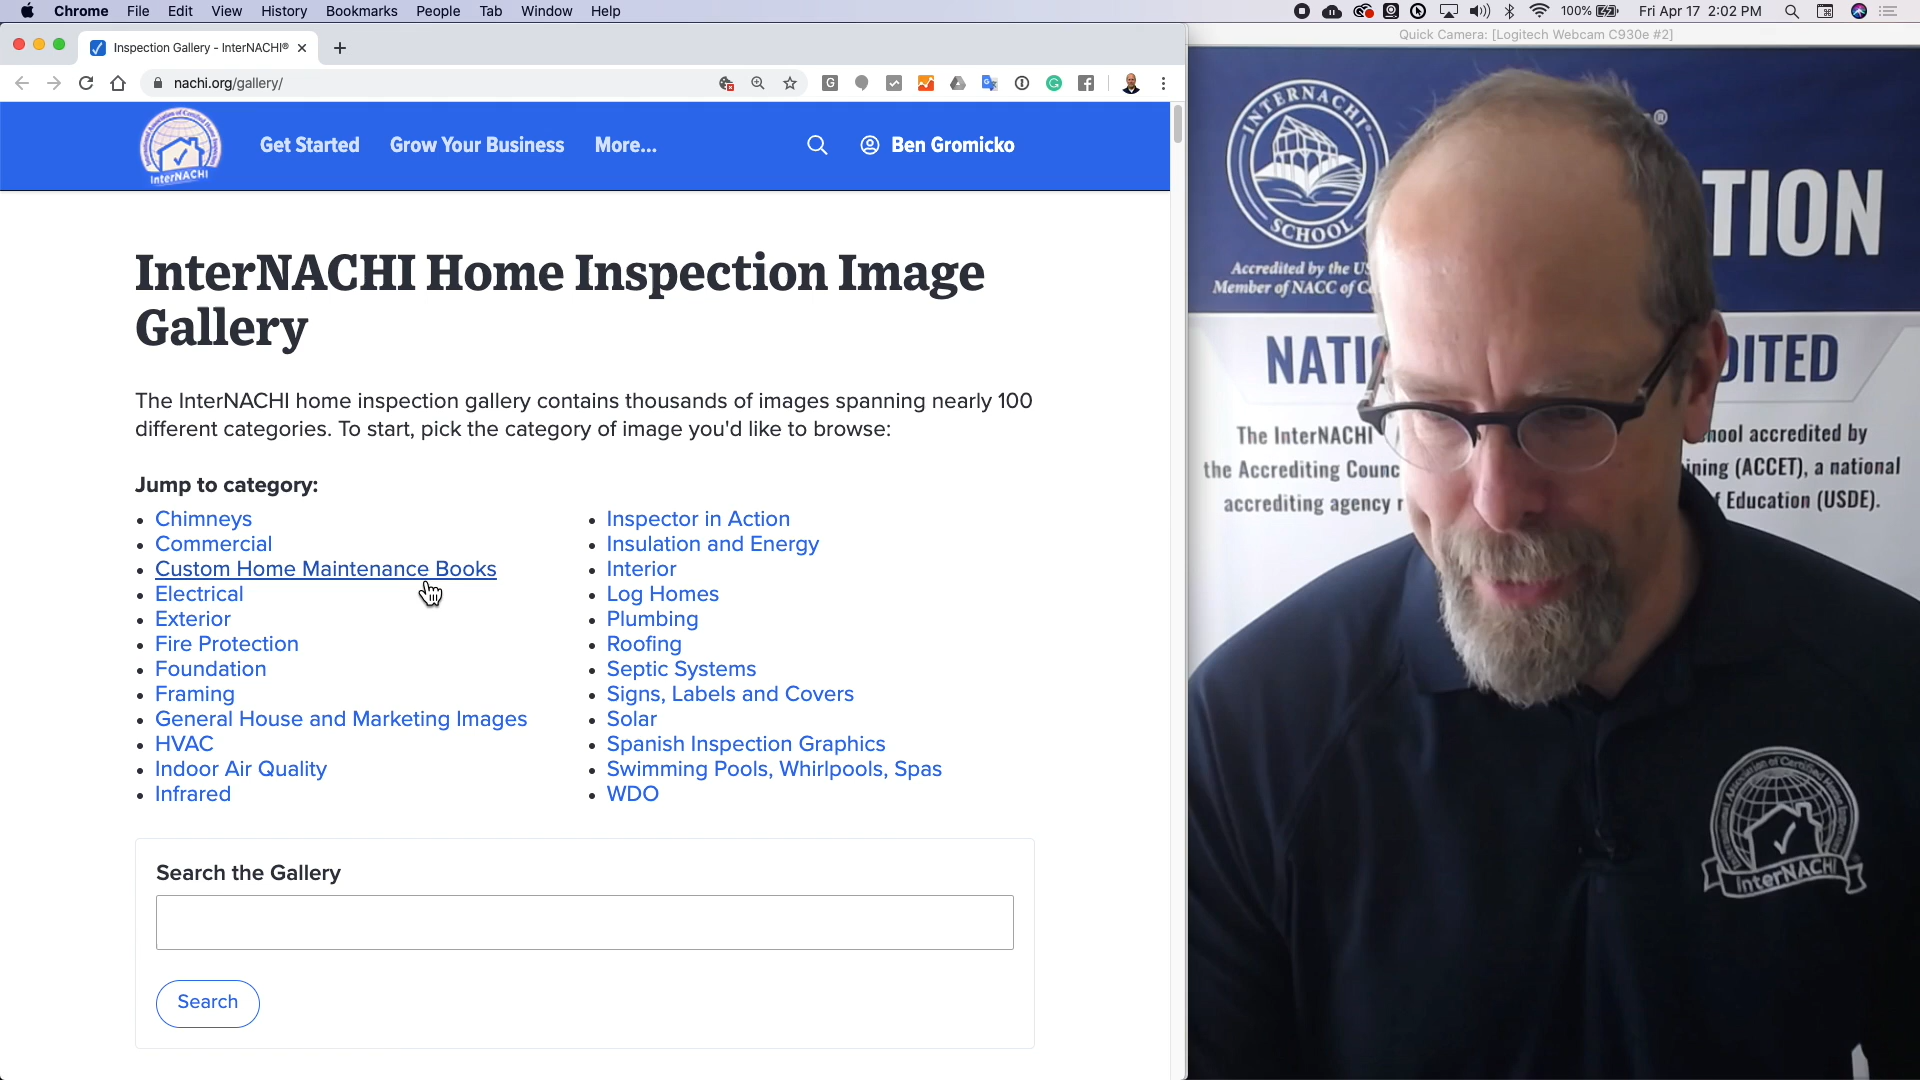 Chrome File Edit View History Bookmarks People Tab Window Help
100% Fri Apr 17 2:02 PM
Inspection Gallery - InterNACHI®
Quick Camera: [Logitech Webcam C930e #2]
nachi.org/gallery/
InterNACHI
Get Started Grow Your Business More... Ben Gromicko
InterNACHI Home Inspection Image
Gallery
The InterNACHI home inspection gallery contains thousands of images spanning nearly 100
different categories. To start, pick the category of image you'd like to browse:
Jump to category:
Chimneys
Commercial
Custom Home Maintenance Books
Electrical
Exterior
Fire Protection
Foundation
Framing
General House and Marketing Images
HVAC
Indoor Air Quality
Infrared
Inspector in Action
Insulation and Energy
Interior
Log Homes
Plumbing
Roofing
Septic Systems
Signs, Labels and Covers
Solar
Spanish Inspection Graphics
Swimming Pools, Whirlpools, Spas
WDO
Search the Gallery
Search
INTERNACHI
SCHOOL
®
TION
Accredited by the US
Member of NACC of C
NATI DITED
The InterNACHI hool accredited by
the Accrediting Counc ining (ACCET), a national
accrediting agency r f Education (USDE).
International Association of Certified Home Inspectors
InterNACHI ®